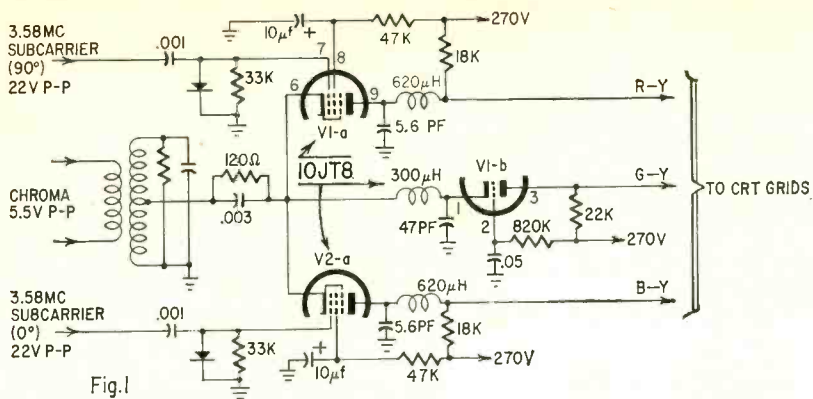 3.58MC
SUBCARRIER
(90°)
22V P-P
.001
33K
10μf +
7
8
6
9
V1-a
47K
270V
18K
620μH
5.6 PF
R-Y
CHROMA
5.5V P-P
120Ω
.003
10JT8
300μH
47PF
V1-b
1
2
3
G-Y
22K
820K
270V
.05
TO CRT GRIDS
V2-a
3.58MC
SUBCARRIER
(0°)
22V P-P
.001
33K
+
10μf
620μH
5.6PF
18K
B-Y
47K
270V
Fig.1